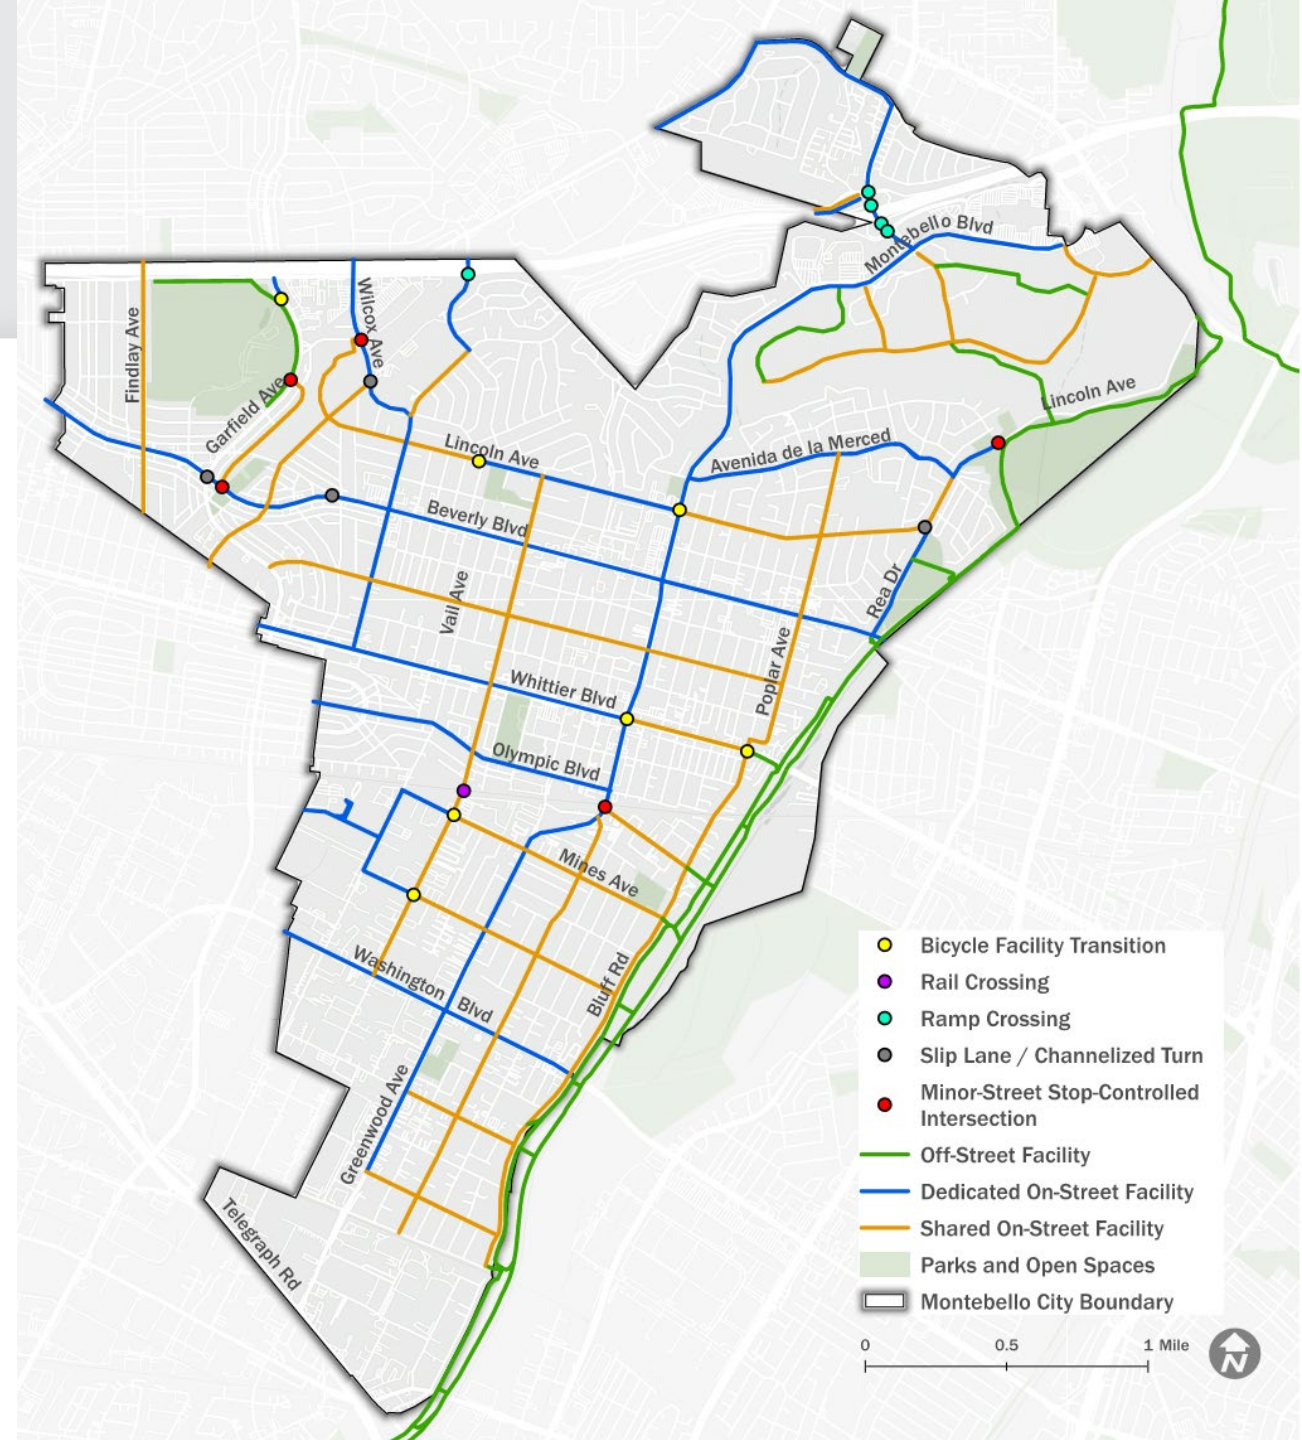 Montebello Blvd
Findlay Ave
Wilcox Ave
Garfield Ave
Lincoln Ave
Lincoln Ave
Avenida de la Merced
Beverly Blvd
Vail Ave
Rea Dr
Poplar Ave
Whittier Blvd
Olympic Blvd
Mines Ave
Washington Blvd
Bluff Rd
Greenwood Ave
Telegraph Rd
Bicycle Facility Transition
Rail Crossing
Ramp Crossing
Slip Lane / Channelized Turn
Minor-Street Stop-Controlled
Intersection
Off-Street Facility
Dedicated On-Street Facility
Shared On-Street Facility
Parks and Open Spaces
Montebello City Boundary
0 0.5 1 Mile
N